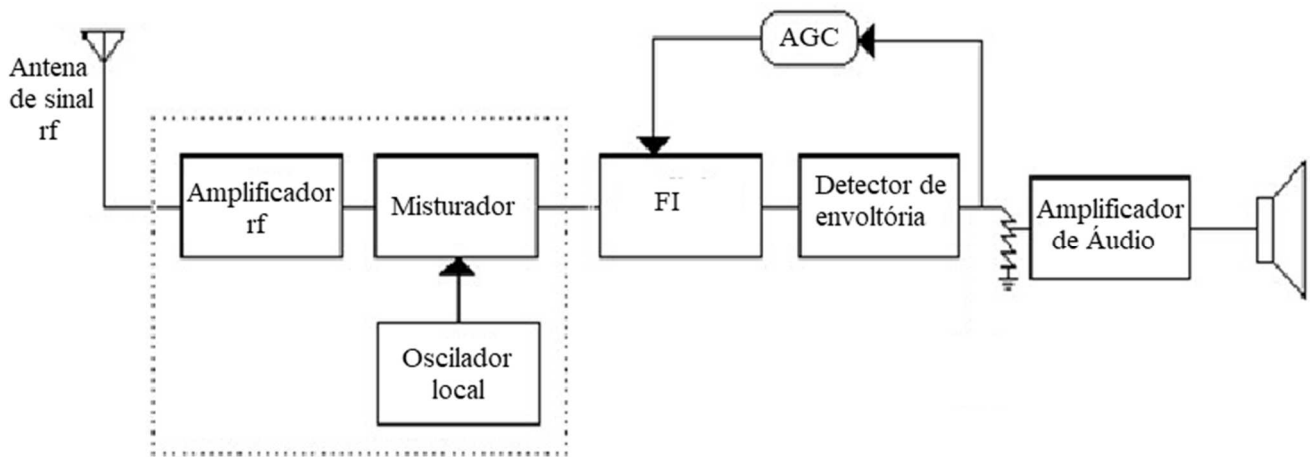 Antena
de sinal
rf
Amplificador
rf
Misturador
Oscilador
local
AGC
FI
Detector de
envoltória
Amplificador
de Áudio